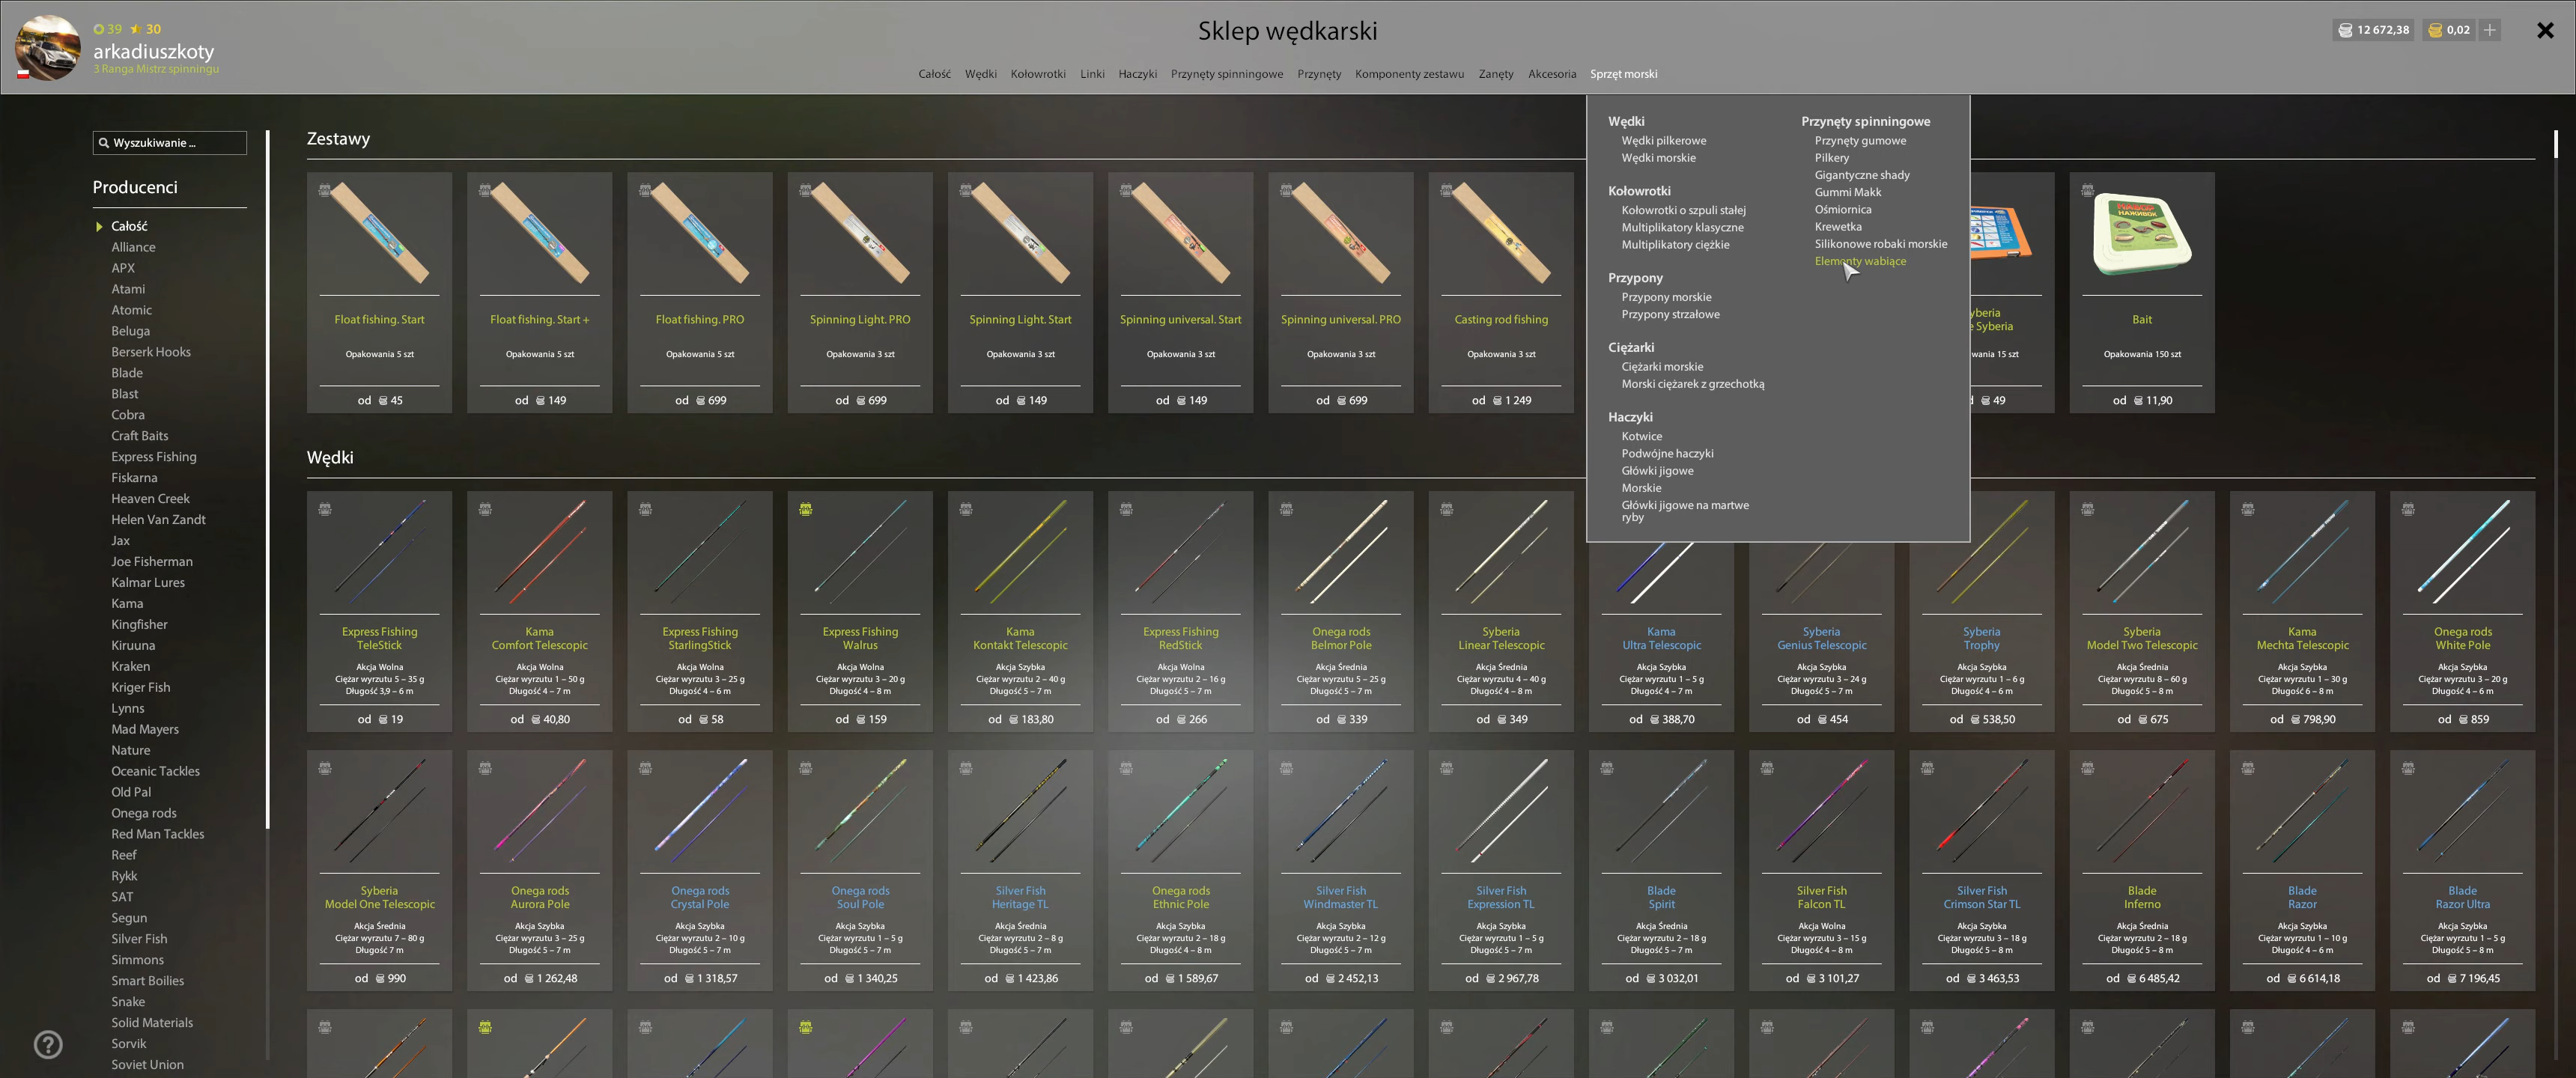 39 30
arkadiuszkoty
3 Ranga Mistrz spinningu
Sklep wędkarski
12 672,38 0,02 +
Całość Wędki Kołowrotki Linki Haczyki Przynęty spinningowe Przynęty Komponenty zestawu Zanęty Akcesoria Sprzęt morski
Wyszukiwanie ...
Producenci
Całość
Alliance
APX
Atami
Atomic
Beluga
Berserk Hooks
Blade
Blast
Cobra
Craft Baits
Express Fishing
Fiskarna
Heaven Creek
Helen Van Zandt
Jax
Joe Fisherman
Kalmar Lures
Kama
Kingfisher
Kiruuna
Kraken
Kriger Fish
Lynns
Mad Mayers
Nature
Oceanic Tackles
Old Pal
Onega rods
Red Man Tackles
Reef
Rykk
SAT
Segun
Silver Fish
Simmons
Smart Boilies
Snake
Solid Materials
Sorvik
Soviet Union
?
Wędki
Wędki pilkerowe
Wędki morskie
Kołowrotki
Kołowrotki o szpuli stałej
Multiplikatory klasyczne
Multiplikatory ciężkie
Przypony
Przypony morskie
Przypony strzałowe
Ciężarki
Ciężarki morskie
Morski ciężarek z grzechotką
Haczyki
Kotwice
Podwójne haczyki
Główki jigowe
Morskie
Główki jigowe na martwe
ryby
Przynęty spinningowe
Przynęty gumowe
Pilkery
Gigantyczne shady
Gummi Makk
Ośmiornica
Krewetka
Silikonowe robaki morskie
Elementy wabiące
Zestawy
Float fishing. Start
Opakowania 5 szt
od 45
Float fishing. Start +
Opakowania 5 szt
od 149
Float fishing. PRO
Opakowania 5 szt
od 699
Spinning Light. PRO
Opakowania 3 szt
od 699
Spinning Light. Start
Opakowania 3 szt
od 149
Spinning universal. Start
Opakowania 3 szt
od 149
Spinning universal. PRO
Opakowania 3 szt
od 699
Casting rod fishing
Opakowania 3 szt
od 1 249
yberia
e Syberia
wania 15 szt
d 49
НАЖИВОК
Bait
Opakowania 150 szt
od 11,90
Wędki
Express Fishing
TeleStick
Akcja Wolna
Ciężar wyrzutu 5 – 35 g
Długość 3,9 – 6 m
od 19
Kama
Comfort Telescopic
Akcja Wolna
Ciężar wyrzutu 1 – 50 g
Długość 4 – 7 m
od 40,80
Express Fishing
StarlingStick
Akcja Wolna
Ciężar wyrzutu 3 – 25 g
Długość 4 – 6 m
od 58
Express Fishing
Walrus
Akcja Wolna
Ciężar wyrzutu 3 – 20 g
Długość 4 – 8 m
od 159
Kama
Kontakt Telescopic
Akcja Szybka
Ciężar wyrzutu 2 – 40 g
Długość 5 – 7 m
od 183,80
Express Fishing
RedStick
Akcja Wolna
Ciężar wyrzutu 2 – 16 g
Długość 5 – 7 m
od 266
Onega rods
Belmor Pole
Akcja Średnia
Ciężar wyrzutu 5 – 25 g
Długość 5 – 7 m
od 339
Syberia
Linear Telescopic
Akcja Średnia
Ciężar wyrzutu 4 – 40 g
Długość 4 – 8 m
od 349
Kama
Ultra Telescopic
Akcja Szybka
Ciężar wyrzutu 1 – 5 g
Długość 4 – 7 m
od 388,70
Syberia
Genius Telescopic
Akcja Szybka
Ciężar wyrzutu 3 – 24 g
Długość 5 – 7 m
od 454
Syberia
Trophy
Akcja Szybka
Ciężar wyrzutu 1 – 6 g
Długość 4 – 6 m
od 538,50
Syberia
Model Two Telescopic
Akcja Średnia
Ciężar wyrzutu 8 – 60 g
Długość 5 – 8 m
od 675
Kama
Mechta Telescopic
Akcja Szybka
Ciężar wyrzutu 1 – 30 g
Długość 6 – 8 m
od 798,90
Onega rods
White Pole
Akcja Szybka
Ciężar wyrzutu 3 – 20 g
Długość 4 – 6 m
od 859
Syberia
Model One Telescopic
Akcja Średnia
Ciężar wyrzutu 7 – 80 g
Długość 7 m
od 990
Onega rods
Aurora Pole
Akcja Szybka
Ciężar wyrzutu 3 – 25 g
Długość 5 – 7 m
od 1 262,48
Onega rods
Crystal Pole
Akcja Szybka
Ciężar wyrzutu 2 – 10 g
Długość 5 – 7 m
od 1 318,57
Onega rods
Soul Pole
Akcja Szybka
Ciężar wyrzutu 1 – 5 g
Długość 5 – 7 m
od 1 340,25
Silver Fish
Heritage TL
Akcja Średnia
Ciężar wyrzutu 2 – 8 g
Długość 5 – 7 m
od 1 423,86
Onega rods
Ethnic Pole
Akcja Szybka
Ciężar wyrzutu 2 – 18 g
Długość 4 – 8 m
od 1 589,67
Silver Fish
Windmaster TL
Akcja Szybka
Ciężar wyrzutu 2 – 12 g
Długość 5 – 7 m
od 2 452,13
Silver Fish
Expression TL
Akcja Szybka
Ciężar wyrzutu 1 – 5 g
Długość 5 – 7 m
od 2 967,78
Blade
Spirit
Akcja Średnia
Ciężar wyrzutu 2 – 18 g
Długość 5 – 7 m
od 3 032,01
Silver Fish
Falcon TL
Akcja Wolna
Ciężar wyrzutu 3 – 15 g
Długość 4 – 8 m
od 3 101,27
Silver Fish
Crimson Star TL
Akcja Szybka
Ciężar wyrzutu 3 – 18 g
Długość 5 – 8 m
od 3 463,53
Blade
Inferno
Akcja Średnia
Ciężar wyrzutu 2 – 18 g
Długość 5 – 8 m
od 6 485,42
Blade
Razor
Akcja Szybka
Ciężar wyrzutu 1 – 10 g
Długość 4 – 6 m
od 6 614,18
Blade
Razor Ultra
Akcja Szybka
Ciężar wyrzutu 1 – 5 g
Długość 5 – 8 m
od 7 196,45